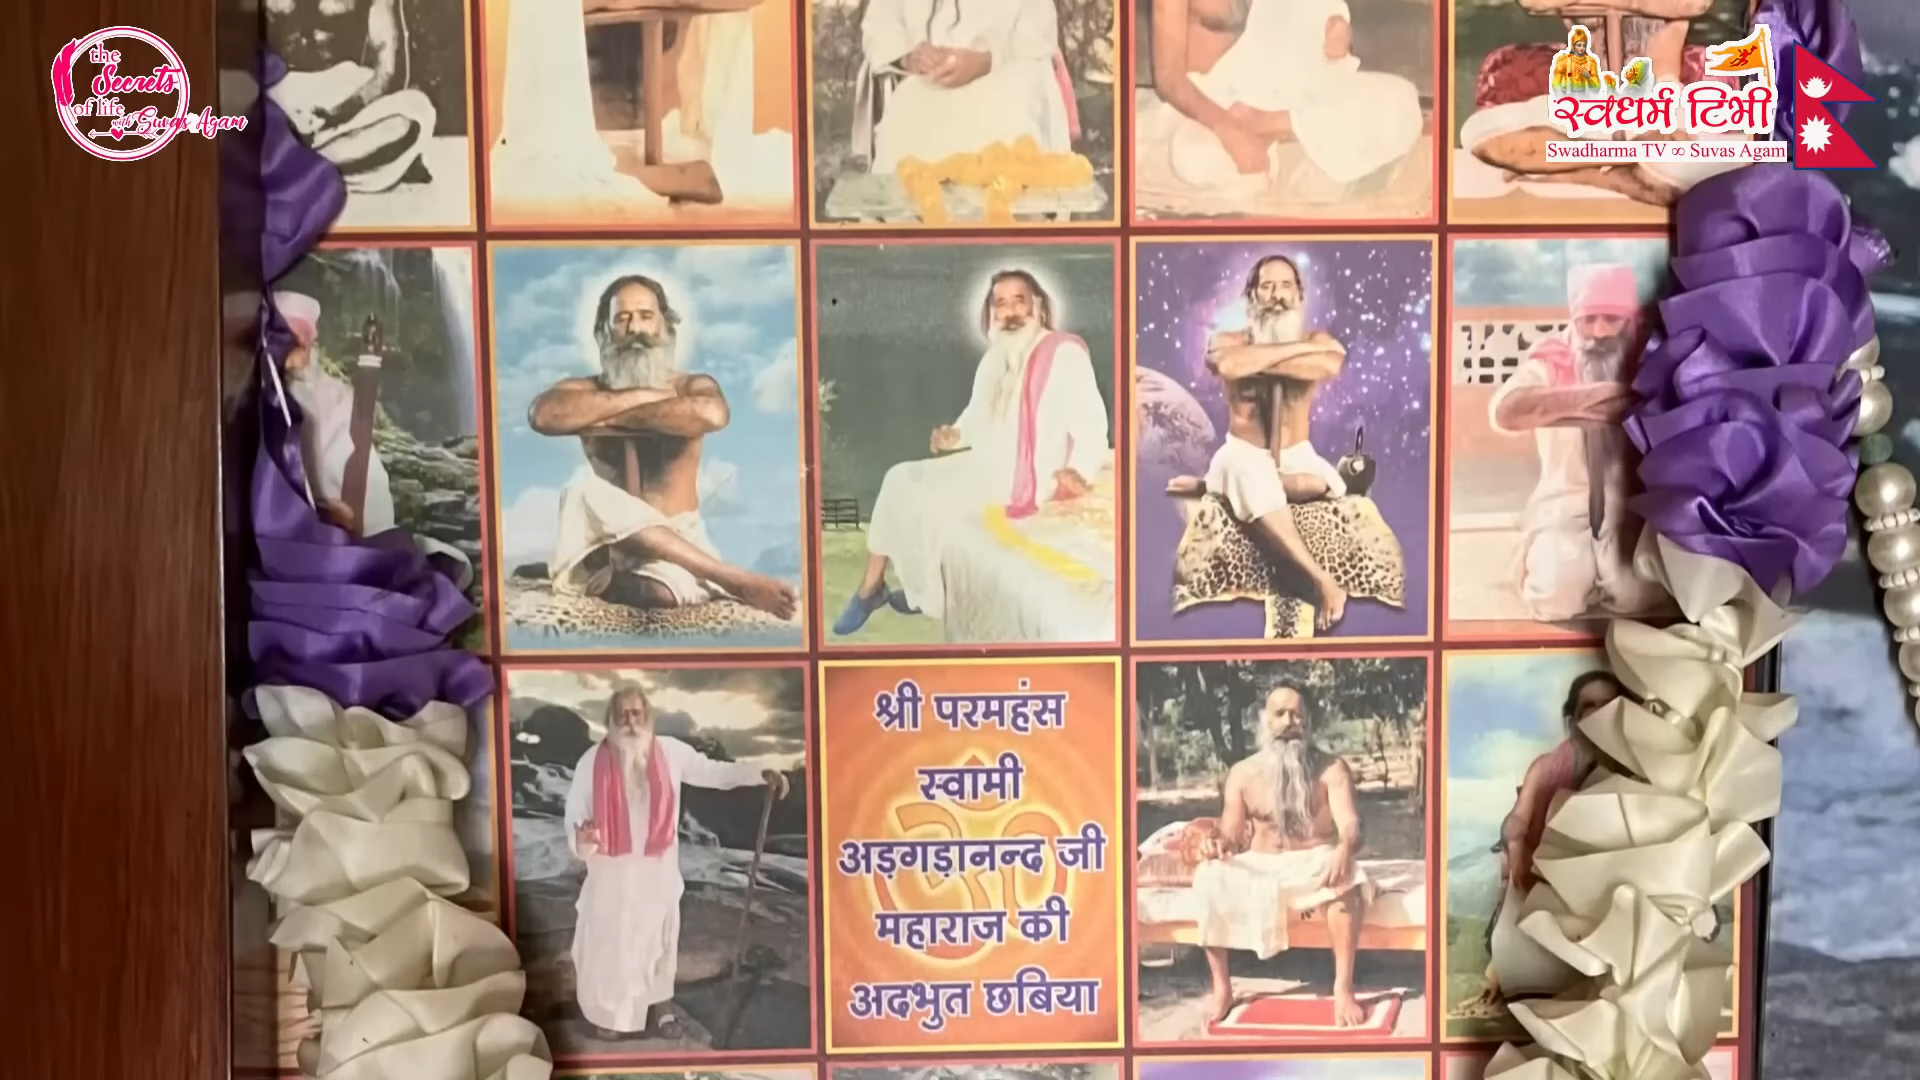 the
Secrets
of life
with Suvas Agam
स्वधर्म टिभी
Swadharma TV ∞ Suvas Agam
श्री परमहंस
स्वामी
अड़गड़ानन्द जी
महाराज की
अदभुत छबिया